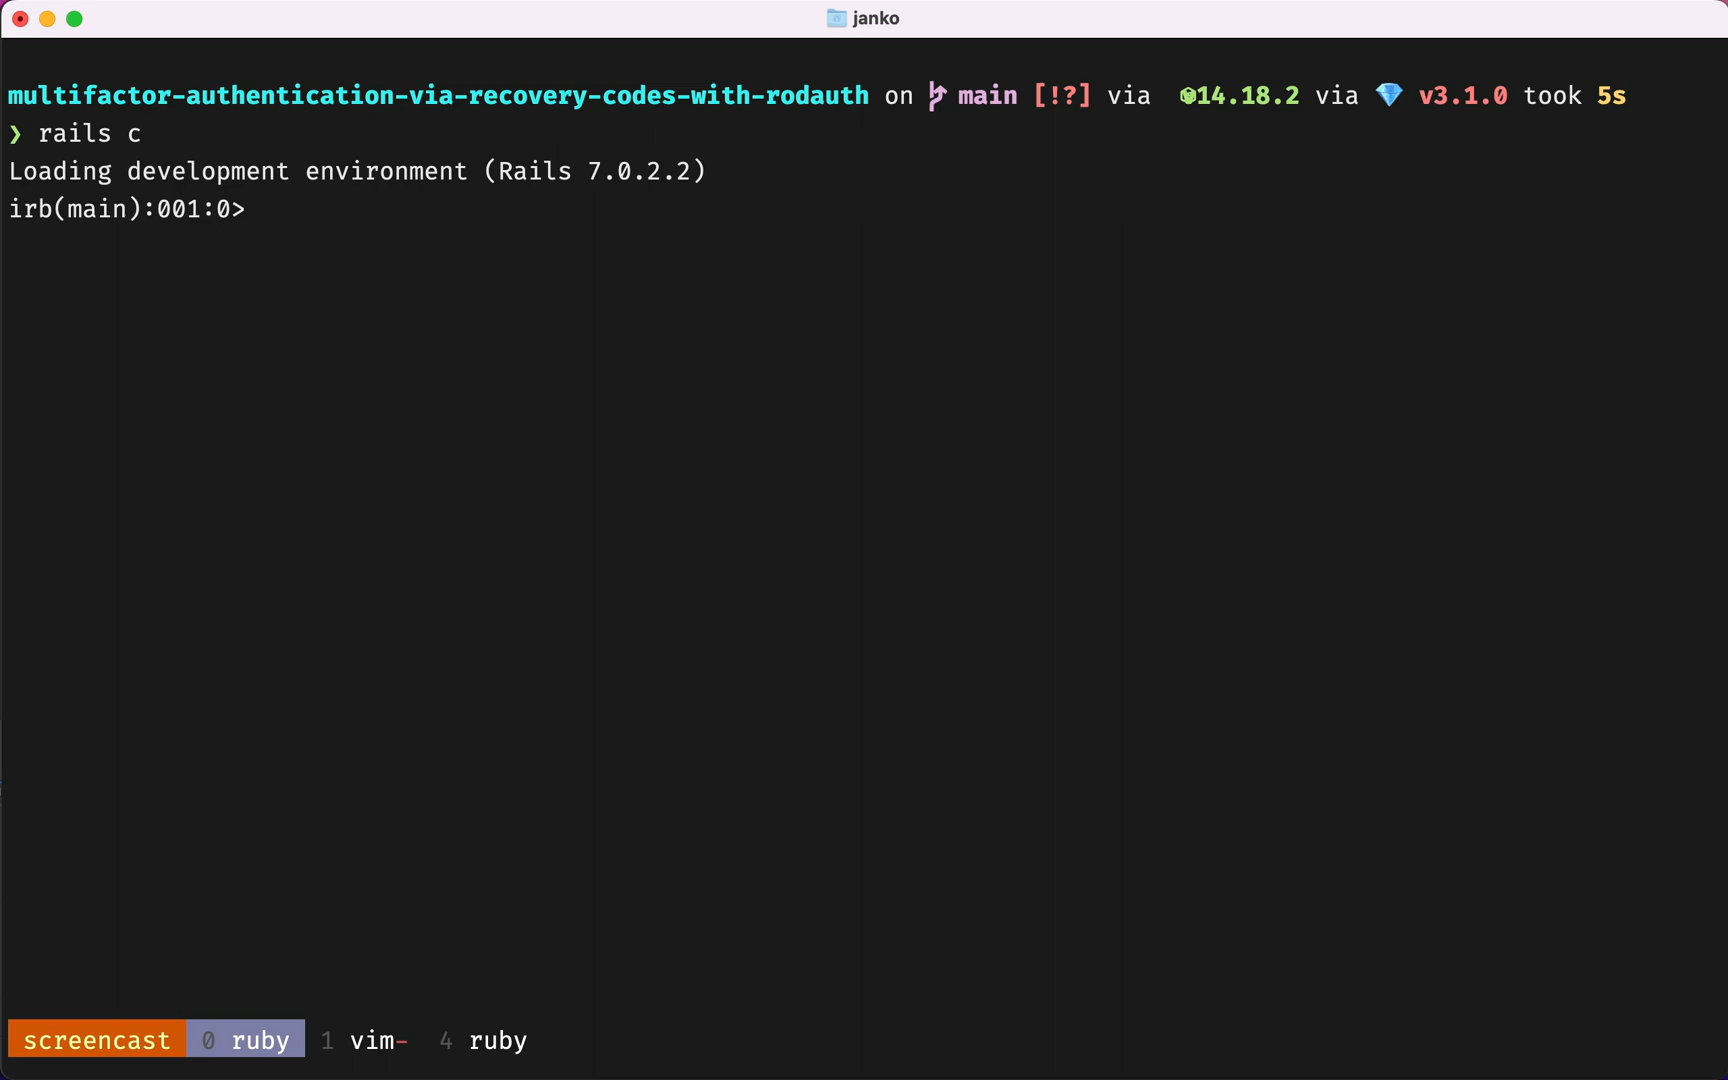 janko
multifactor-authentication-via-recovery-codes-with-rodauth on main [!?] via 14.18.2 via 💎 v3.1.0 took 5s
❯ rails c
Loading development environment (Rails 7.0.2.2)
irb(main):001:0>
screencast 0 ruby 1 vim- 4 ruby